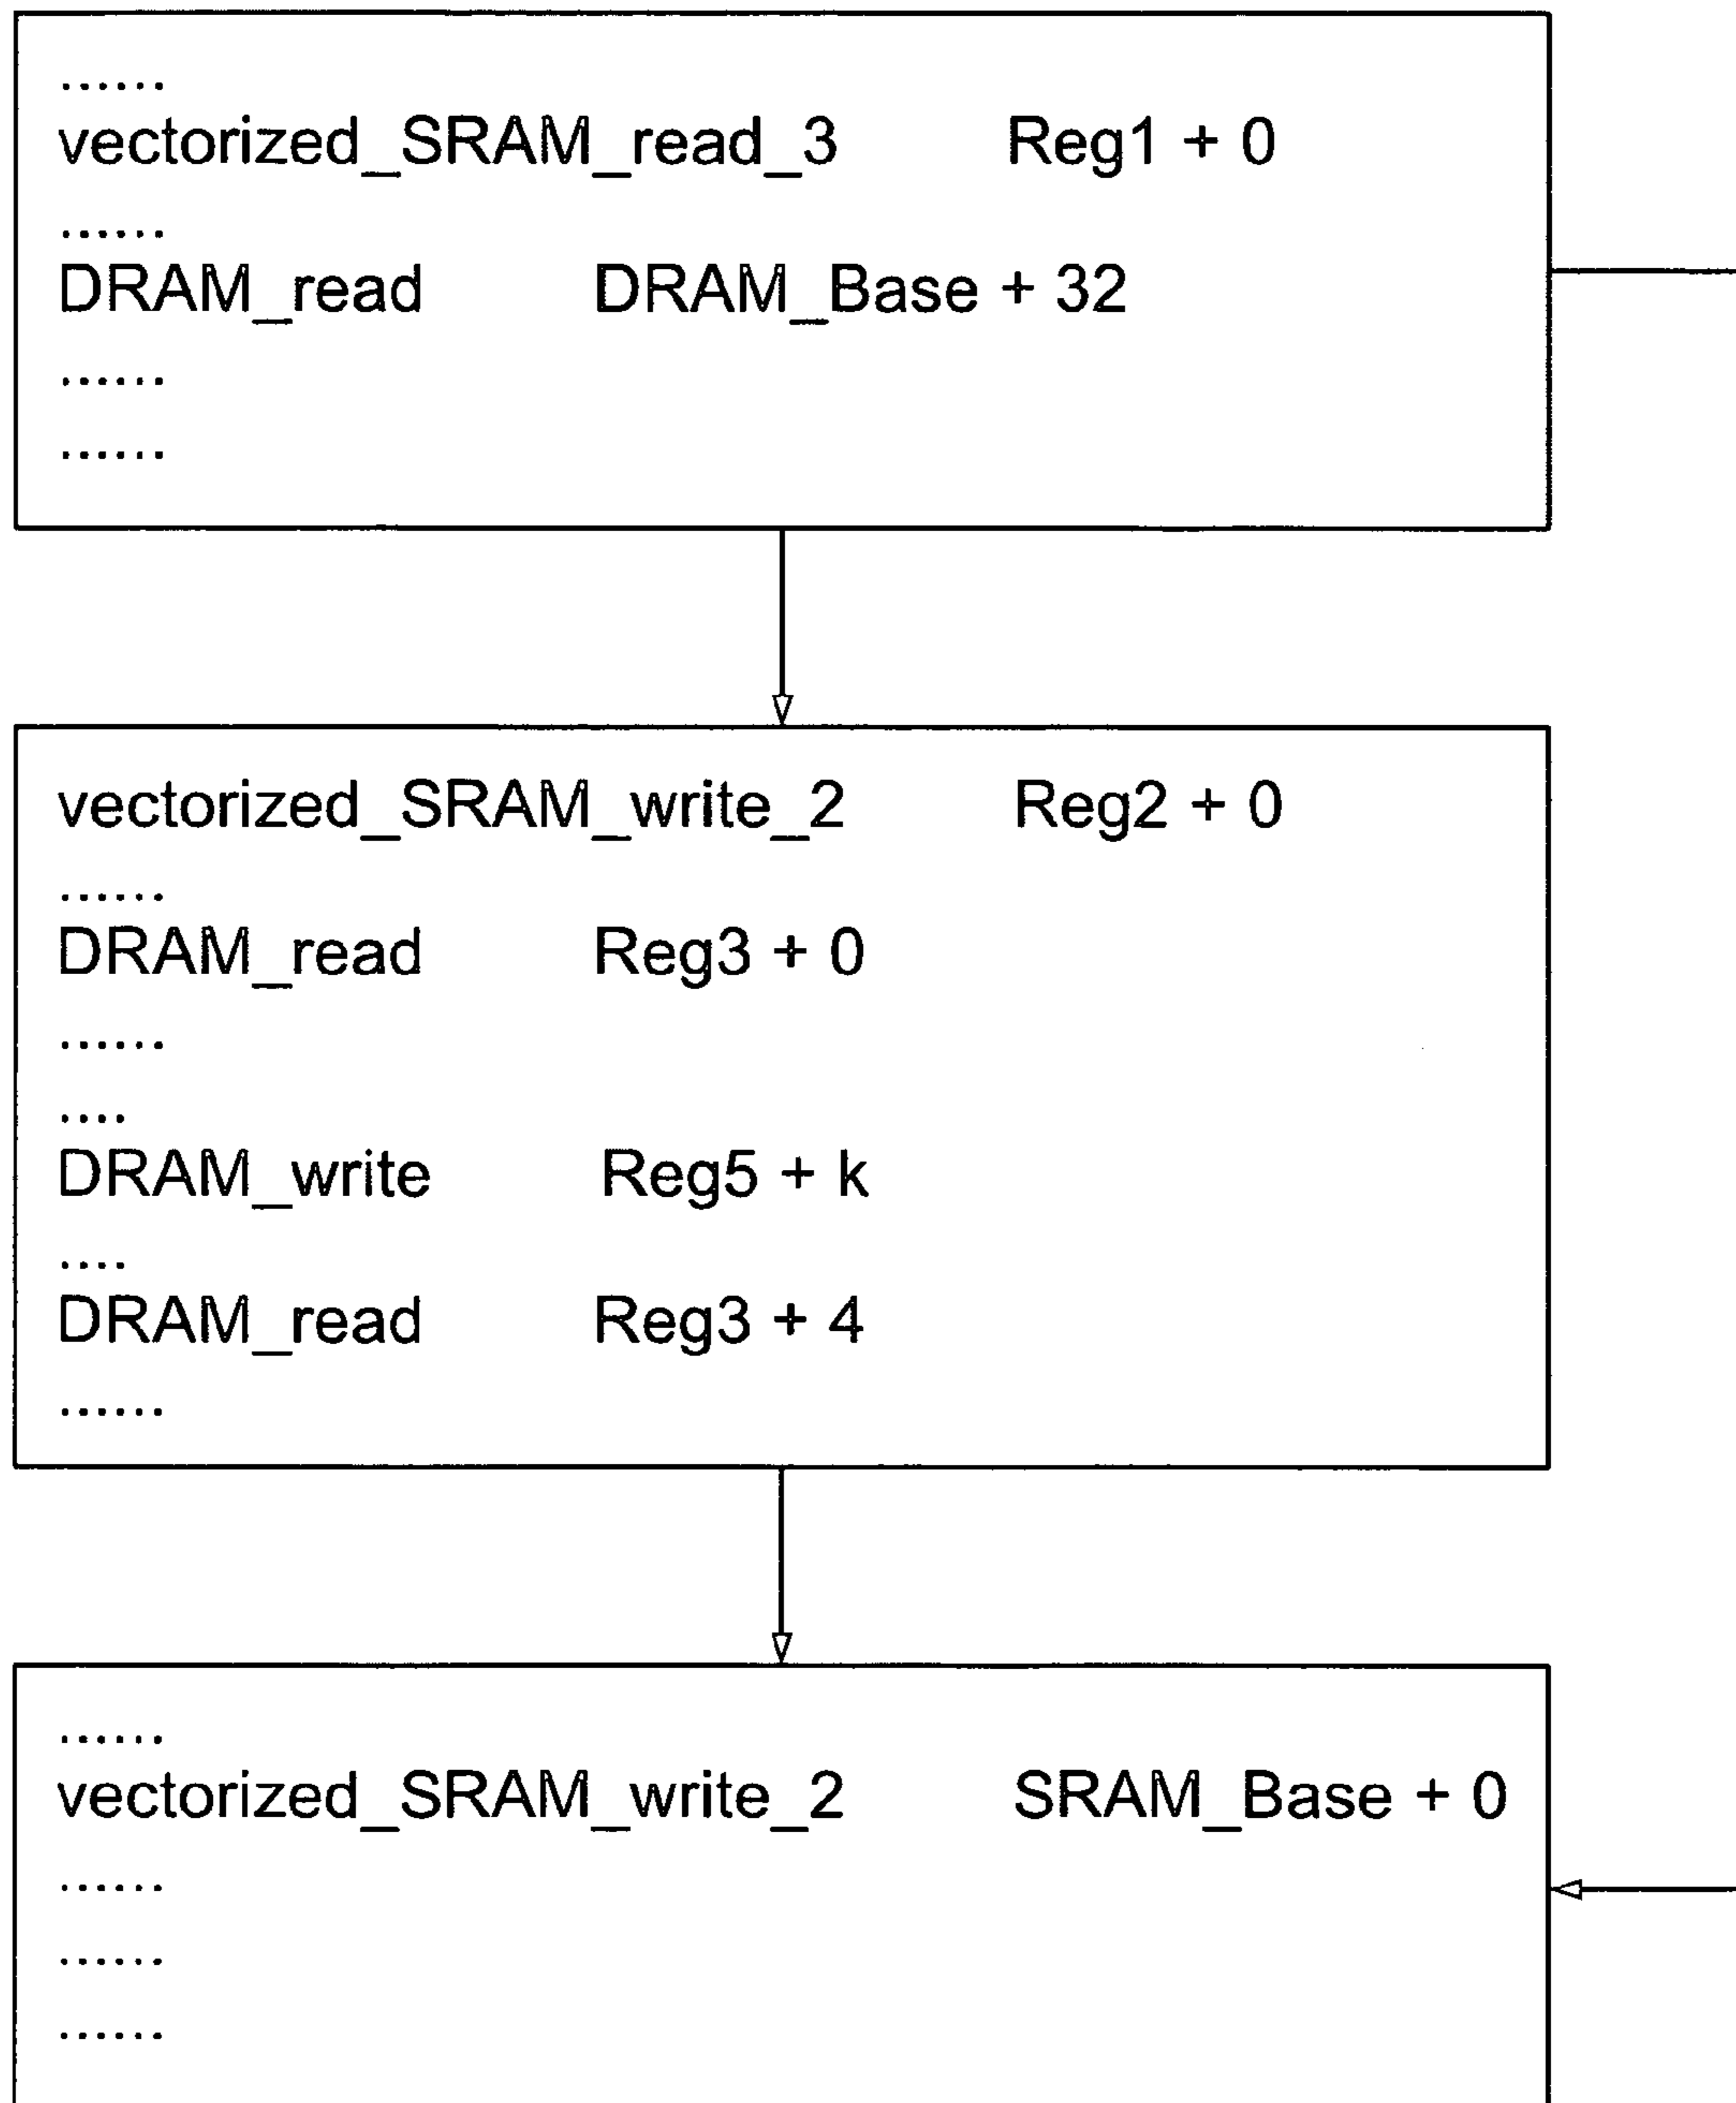 ......
vectorized_SRAM_read_3 Reg1 + 0
......
DRAM_read DRAM_Base + 32
......
......
vectorized_SRAM_write_2 Reg2 + 0
......
DRAM_read Reg3 + 0
......
....
DRAM_write Reg5 + k
....
DRAM_read Reg3 + 4
......
......
vectorized_SRAM_write_2 SRAM_Base + 0
......
......
......